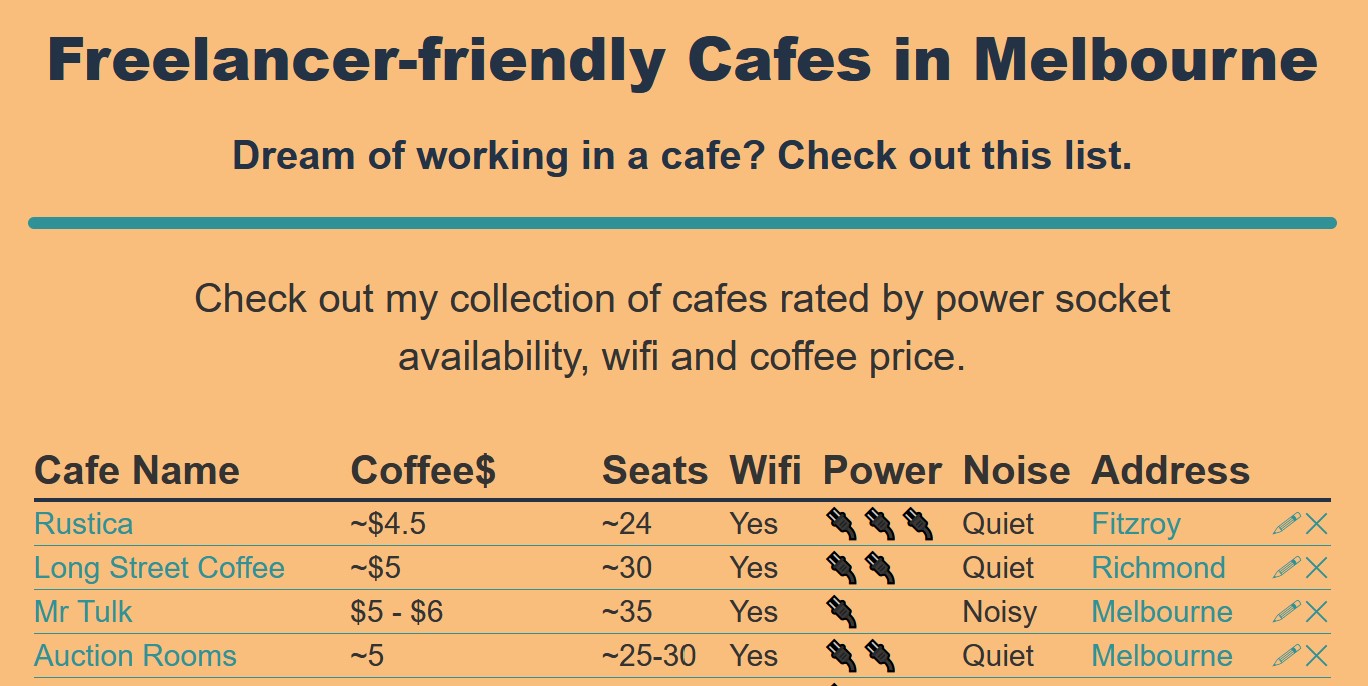 Freelancer-friendly Cafes in Melbourne
Dream of working in a cafe? Check out this list.
Check out my collection of cafes rated by power socket
availability, wifi and coffee price.
Cafe Name Coffee$ Seats Wifi Power Noise Address
Rustica ~$4.5 ~24 Yes Quiet Fitzroy
Long Street Coffee ~$5 ~30 Yes Quiet Richmond
Mr Tulk $5 - $6 ~35 Yes Noisy Melbourne
Auction Rooms ~5 ~25-30 Yes Quiet Melbourne